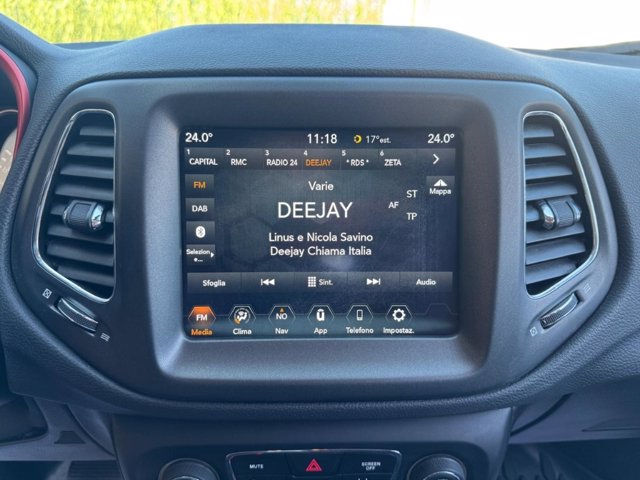 24.0° 11:18 17°est. 24.0°
1 2 3 4 5 6
CAPITAL RMC RADIO 24 DEEJAY * RDS * ZETA
FM
Varie
Mappa
ST
DAB
DEEJAY
AF
TP
Linus e Nicola Savino
Deejay Chiama Italia
Selezion
e...
Sfoglia Sint. Audio
FM NO
Media Clima Nav App Telefono Impostaz.
MUTE SCREEN
OFF